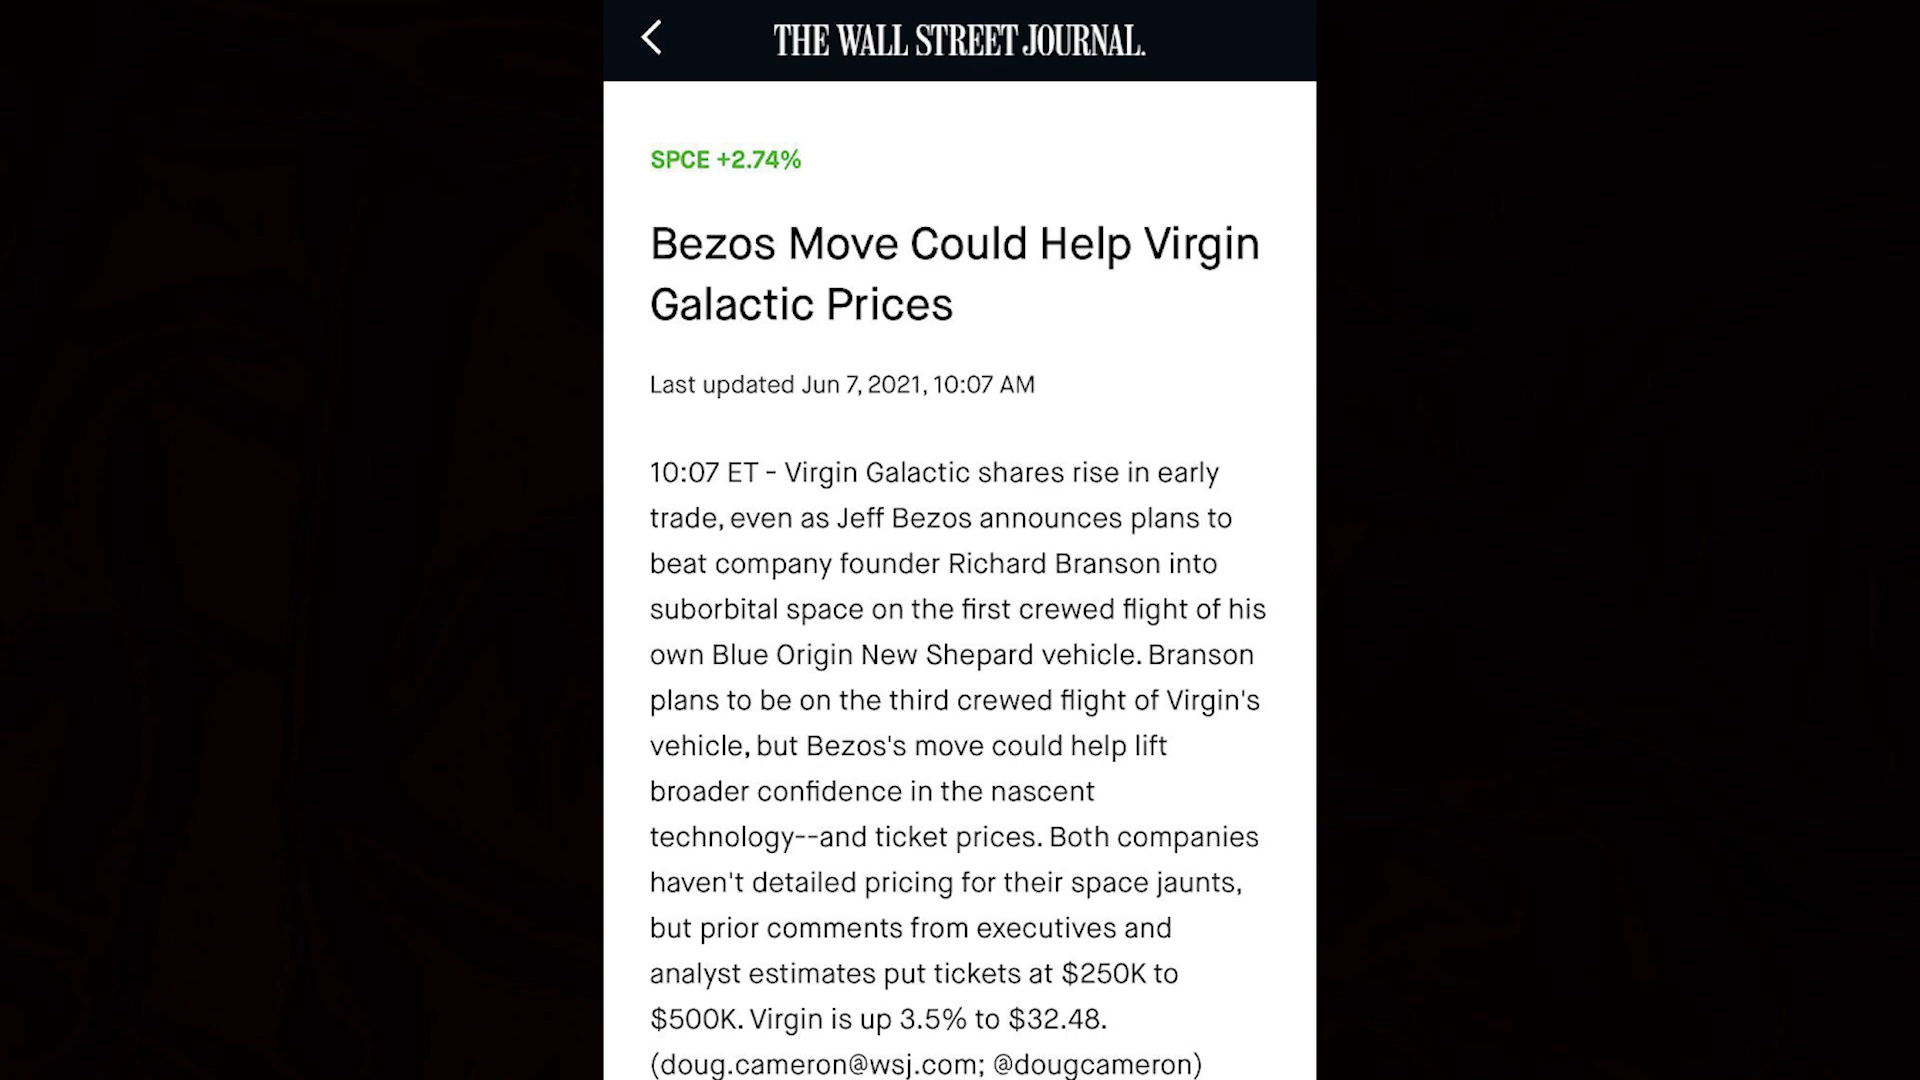 THE WALL STREET JOURNAL.
SPCE +2.74%
Bezos Move Could Help Virgin
Galactic Prices
Last updated Jun 7, 2021, 10:07 AM
10:07 ET - Virgin Galactic shares rise in early
trade, even as Jeff Bezos announces plans to
beat company founder Richard Branson into
suborbital space on the first crewed flight of his
own Blue Origin New Shepard vehicle. Branson
plans to be on the third crewed flight of Virgin's
vehicle, but Bezos's move could help lift
broader confidence in the nascent
technology--and ticket prices. Both companies
haven't detailed pricing for their space jaunts,
but prior comments from executives and
analyst estimates put tickets at $250K to
$500K. Virgin is up 3.5% to $32.48.
(doug.cameron@wsj.com; @dougcameron)